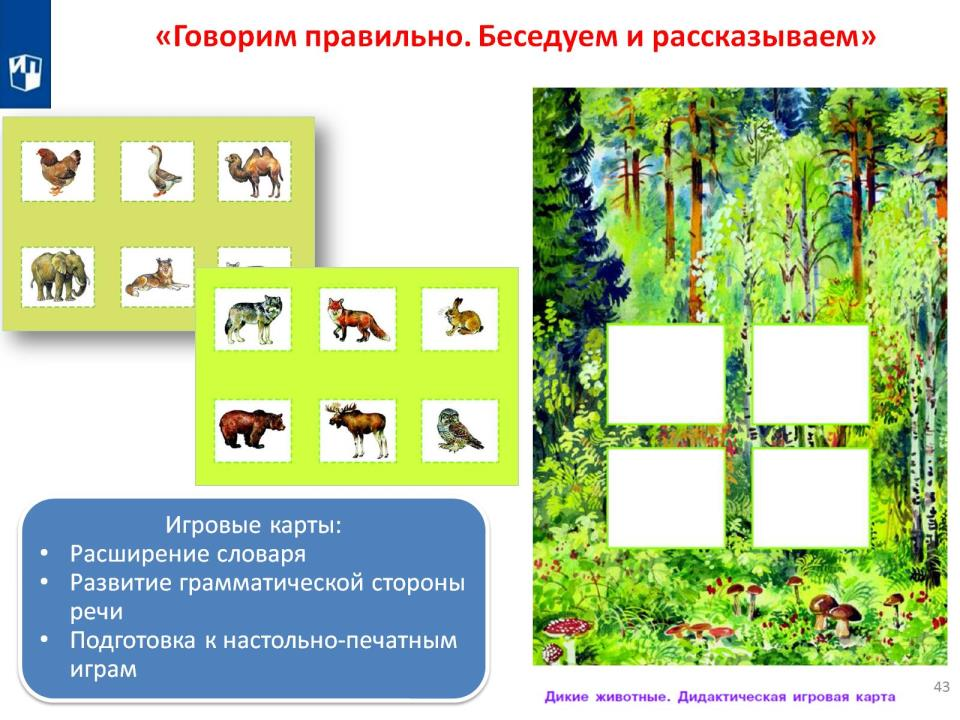 «Говорим правильно. Беседуем и рассказываем»
ИП
Игровые карты:
• Расширение словаря
• Развитие грамматической стороны
речи
• Подготовка к настольно-печатным
играм
Дикие животные. Дидактическая игровая карта
43